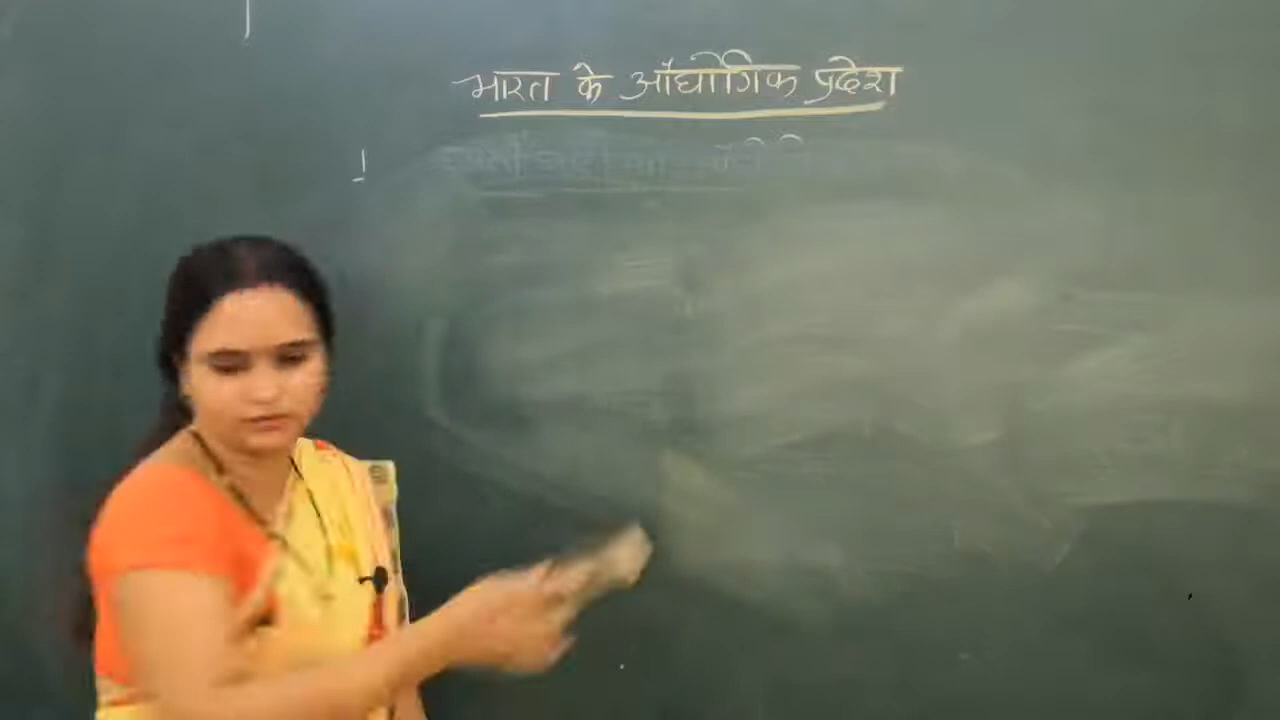 भारत के औद्योगिक प्रदेश